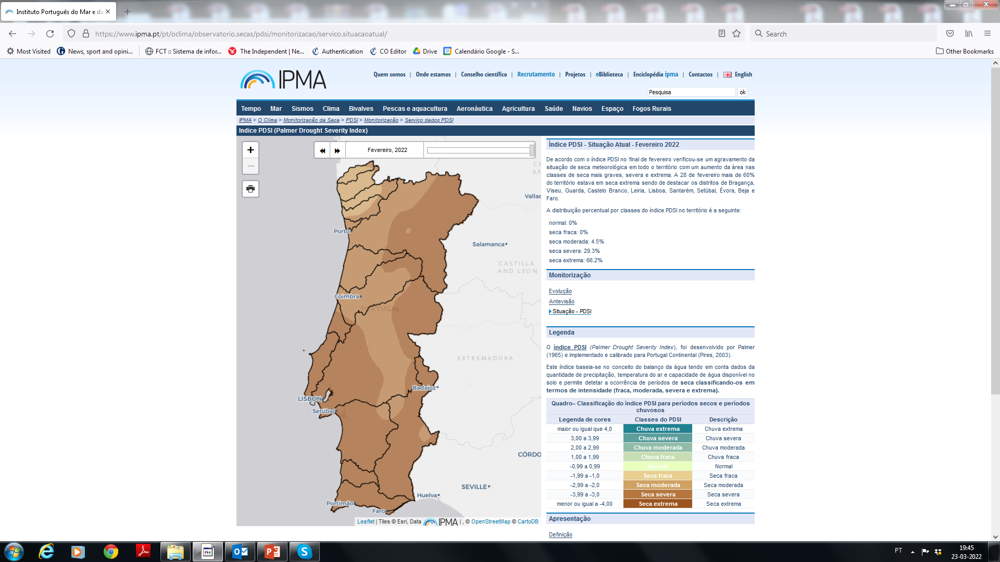 Instituto Português do Mar e da
https://www.ipma.pt/pt/oclima/observatorio.secas/pdsi/monitorizacao/servico.situacaoatual/
Search
Most Visited
News, sport and opini...
FCT :: Sistema de infor...
The Independent | Ne...
Authentication
CO Editor
Drive
31
Calendário Google - S...
Other Bookmarks
IPMA
Quem somos | Onde estamos | Conselho científico | Recrutamento | Projetos | eBiblioteca | Enciclopédia ipma | Contactos | English
Pesquisa
ok
Tempo Mar Sismos Clima Bivalves Pescas e aquacultura Aeronáutica Agricultura Saúde Navios Espaço Fogos Rurais
IPMA > O Clima > Monitorização da Seca > PDSI > Monitorização > Serviço dados PDSI
Indice PDSI (Palmer Drought Severity Index)
+
−
Fevereiro, 2022
CA
AN
Vallad
Porto
Salamanca
CASTILLA
AND LEON
Coimbra
PORTUGAL
EXTREMADURA
Badajoz
LISBON
Setúbal
CÓRDO
SEVILLE
Huelva
Portimão
Faro
Leaflet | Tiles © Esri, Data IPMA | , © OpenStreetMap © CartoDB
Índice PDSI - Situação Atual - Fevereiro 2022
De acordo com o índice PDSI no final de fevereiro verificou-se um agravamento da
situação de seca meteorológica em todo o território com um aumento da área nas
classes de seca mais graves, severa e extrema. A 28 de fevereiro mais de 60%
do território estava em seca extrema sendo de destacar os distritos de Bragança,
Viseu, Guarda, Castelo Branco, Leiria, Lisboa, Santarém, Setúbal, Évora, Beja e
Faro.
A distribuição percentual por classes do índice PDSI no território é a seguinte:
normal: 0%
seca fraca: 0%
seca moderada: 4.5%
seca severa: 29.3%
seca extrema: 66.2%
Monitorização
Evolução
Antevisão
Situação - PDSI
Legenda
O índice PDSI (Palmer Drought Severity Index), foi desenvolvido por Palmer
(1965) e implementado e calibrado para Portugal Continental (Pires, 2003).
Este índice baseia-se no conceito do balanço da água tendo em conta dados da
quantidade de precipitação, temperatura do ar e capacidade de água disponível no
solo e permite detetar a ocorrência de períodos de seca classificando-os em
termos de intensidade (fraca, moderada, severa e extrema).
Quadro– Classificação do índice PDSI para períodos secos e períodos
chuvosos
Legenda de cores Classes do PDSI Descrição
maior ou igual que 4,0 Chuva extrema Chuva extrema
3,00 a 3,99 Chuva severa Chuva severa
2,00 a 2,99 Chuva moderada Chuva moderada
1,00 a 1,99 Chuva fraca Chuva fraca
-0,99 a 0,99 Normal Normal
-1,99 a -1,0 Seca fraca Seca fraca
-2,99 a -2,0 Seca moderada Seca moderada
-3,99 a -3,0 Seca severa Seca severa
menor ou igual a -4,00 Seca extrema Seca extrema
Apresentação
Definição
PT
19:45
23-03-2022